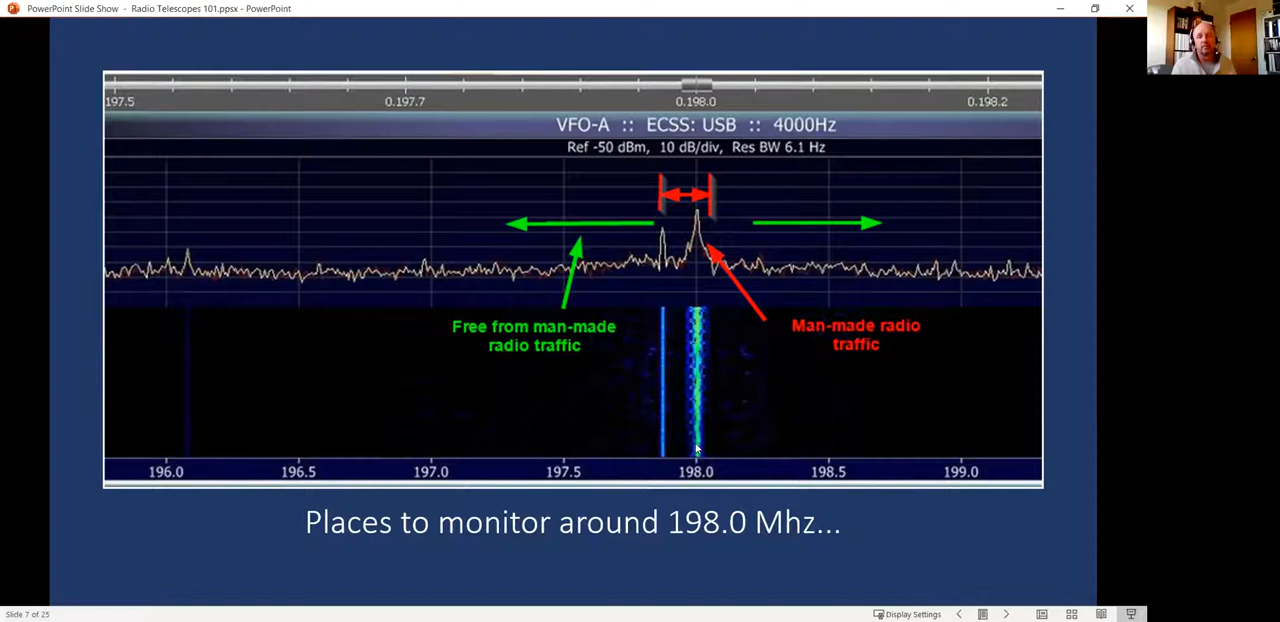 PowerPoint Slide Show - Radio Telescopes 101.ppsx - PowerPoint
197.5 0.197.7 0.198.0 0.198.2
VFO-A :: ECSS: USB :: 4000Hz
Ref -50 dBm, 10 dB/div, Res BW 6.1 Hz
Free from man-made
radio traffic
Man-made radio
traffic
196.0 196.5 197.0 197.5 198.0 198.5 199.0
Places to monitor around 198.0 Mhz...
Slide 7 of 25
Display Settings